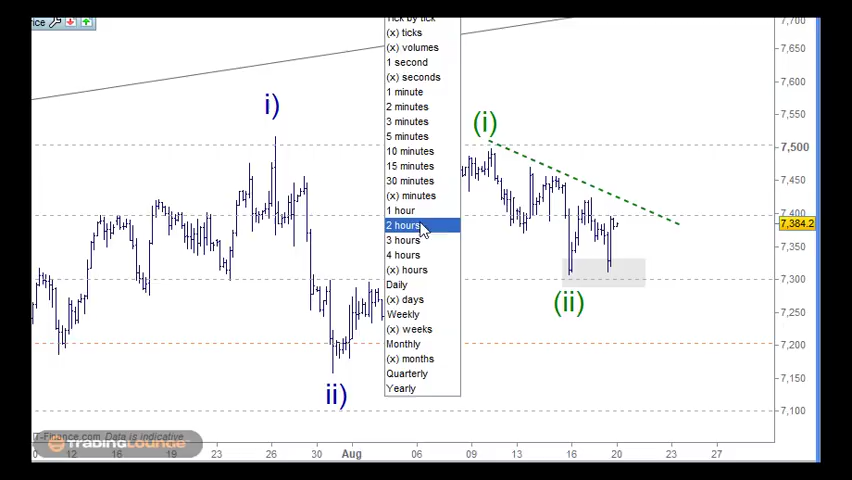 rice
Tick by tick
(x) ticks
(x) volumes
1 second
(x) seconds
1 minute
2 minutes
3 minutes
5 minutes
10 minutes
15 minutes
30 minutes
(x) minutes
1 hour
2 hours
3 hours
4 hours
(x) hours
Daily
(x) days
Weekly
(x) weeks
Monthly
(x) months
Quarterly
Yearly
i)
ii)
(i)
(ii)
7,700
7,650
7,600
7,550
7,500
7,450
7,400
7,384.2
7,350
7,300
7,250
7,200
7,150
7,100
IT-Finance.com Data is indicative
TRADINGLOUNGE
12 16 19 23 26 30 Aug 06 09 13 16 20 23 27